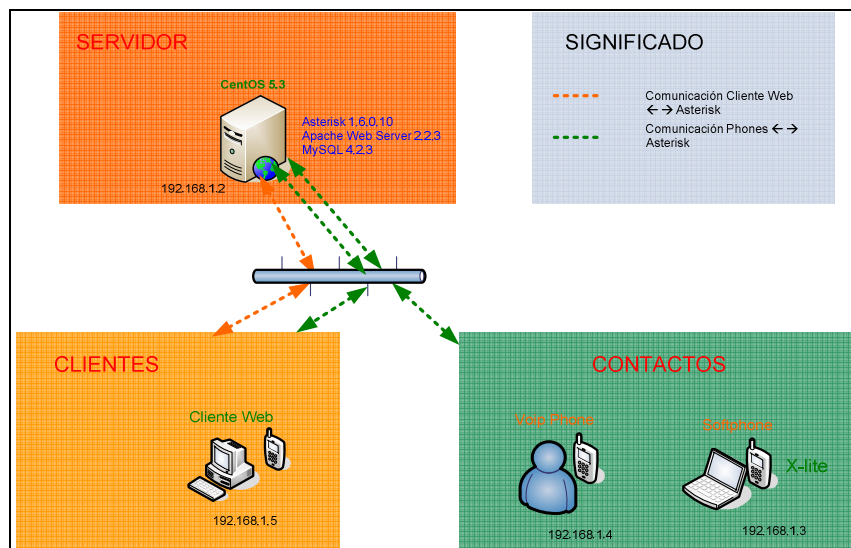 SERVIDOR
CentOS 5.3
Asterisk 1.6.0.10
Apache Web Server 2.2.3
MySQL 4.2.3
192.168.1.2
SIGNIFICADO
Comunicación Cliente Web
←→ Asterisk
Comunicación Phones ←→
Asterisk
CLIENTES
Cliente Web
192.168.1.5
CONTACTOS
Voip Phone
Softphone
X-lite
192.168.1.4
192.168.1.3